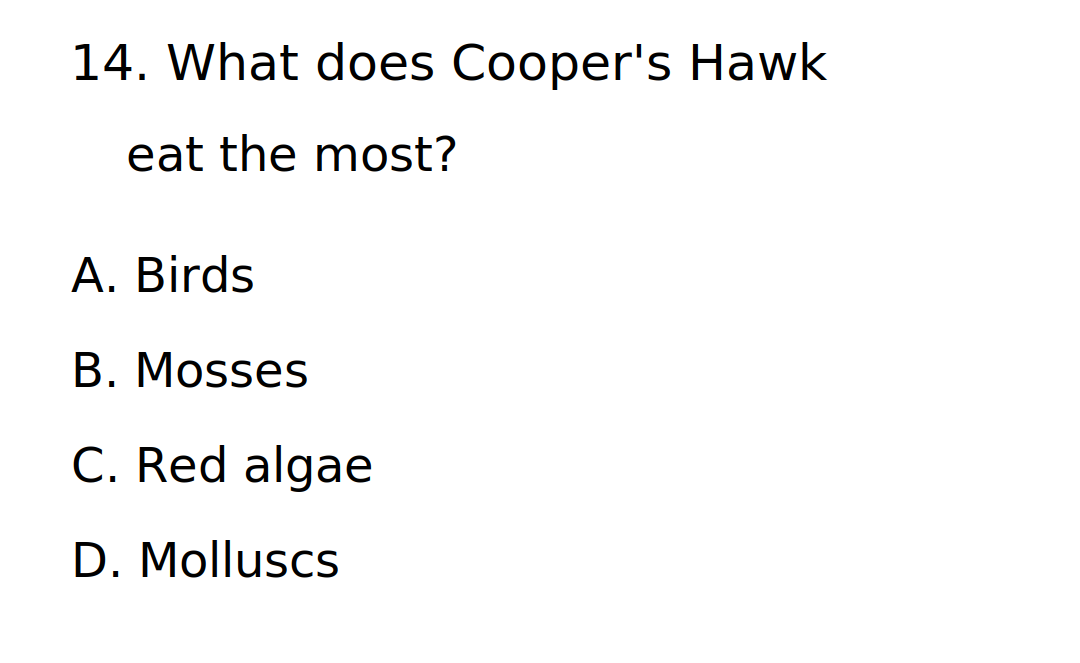 14. What does Cooper's Hawk
eat the most?
A. Birds
B. Mosses
C. Red algae
D. Molluscs